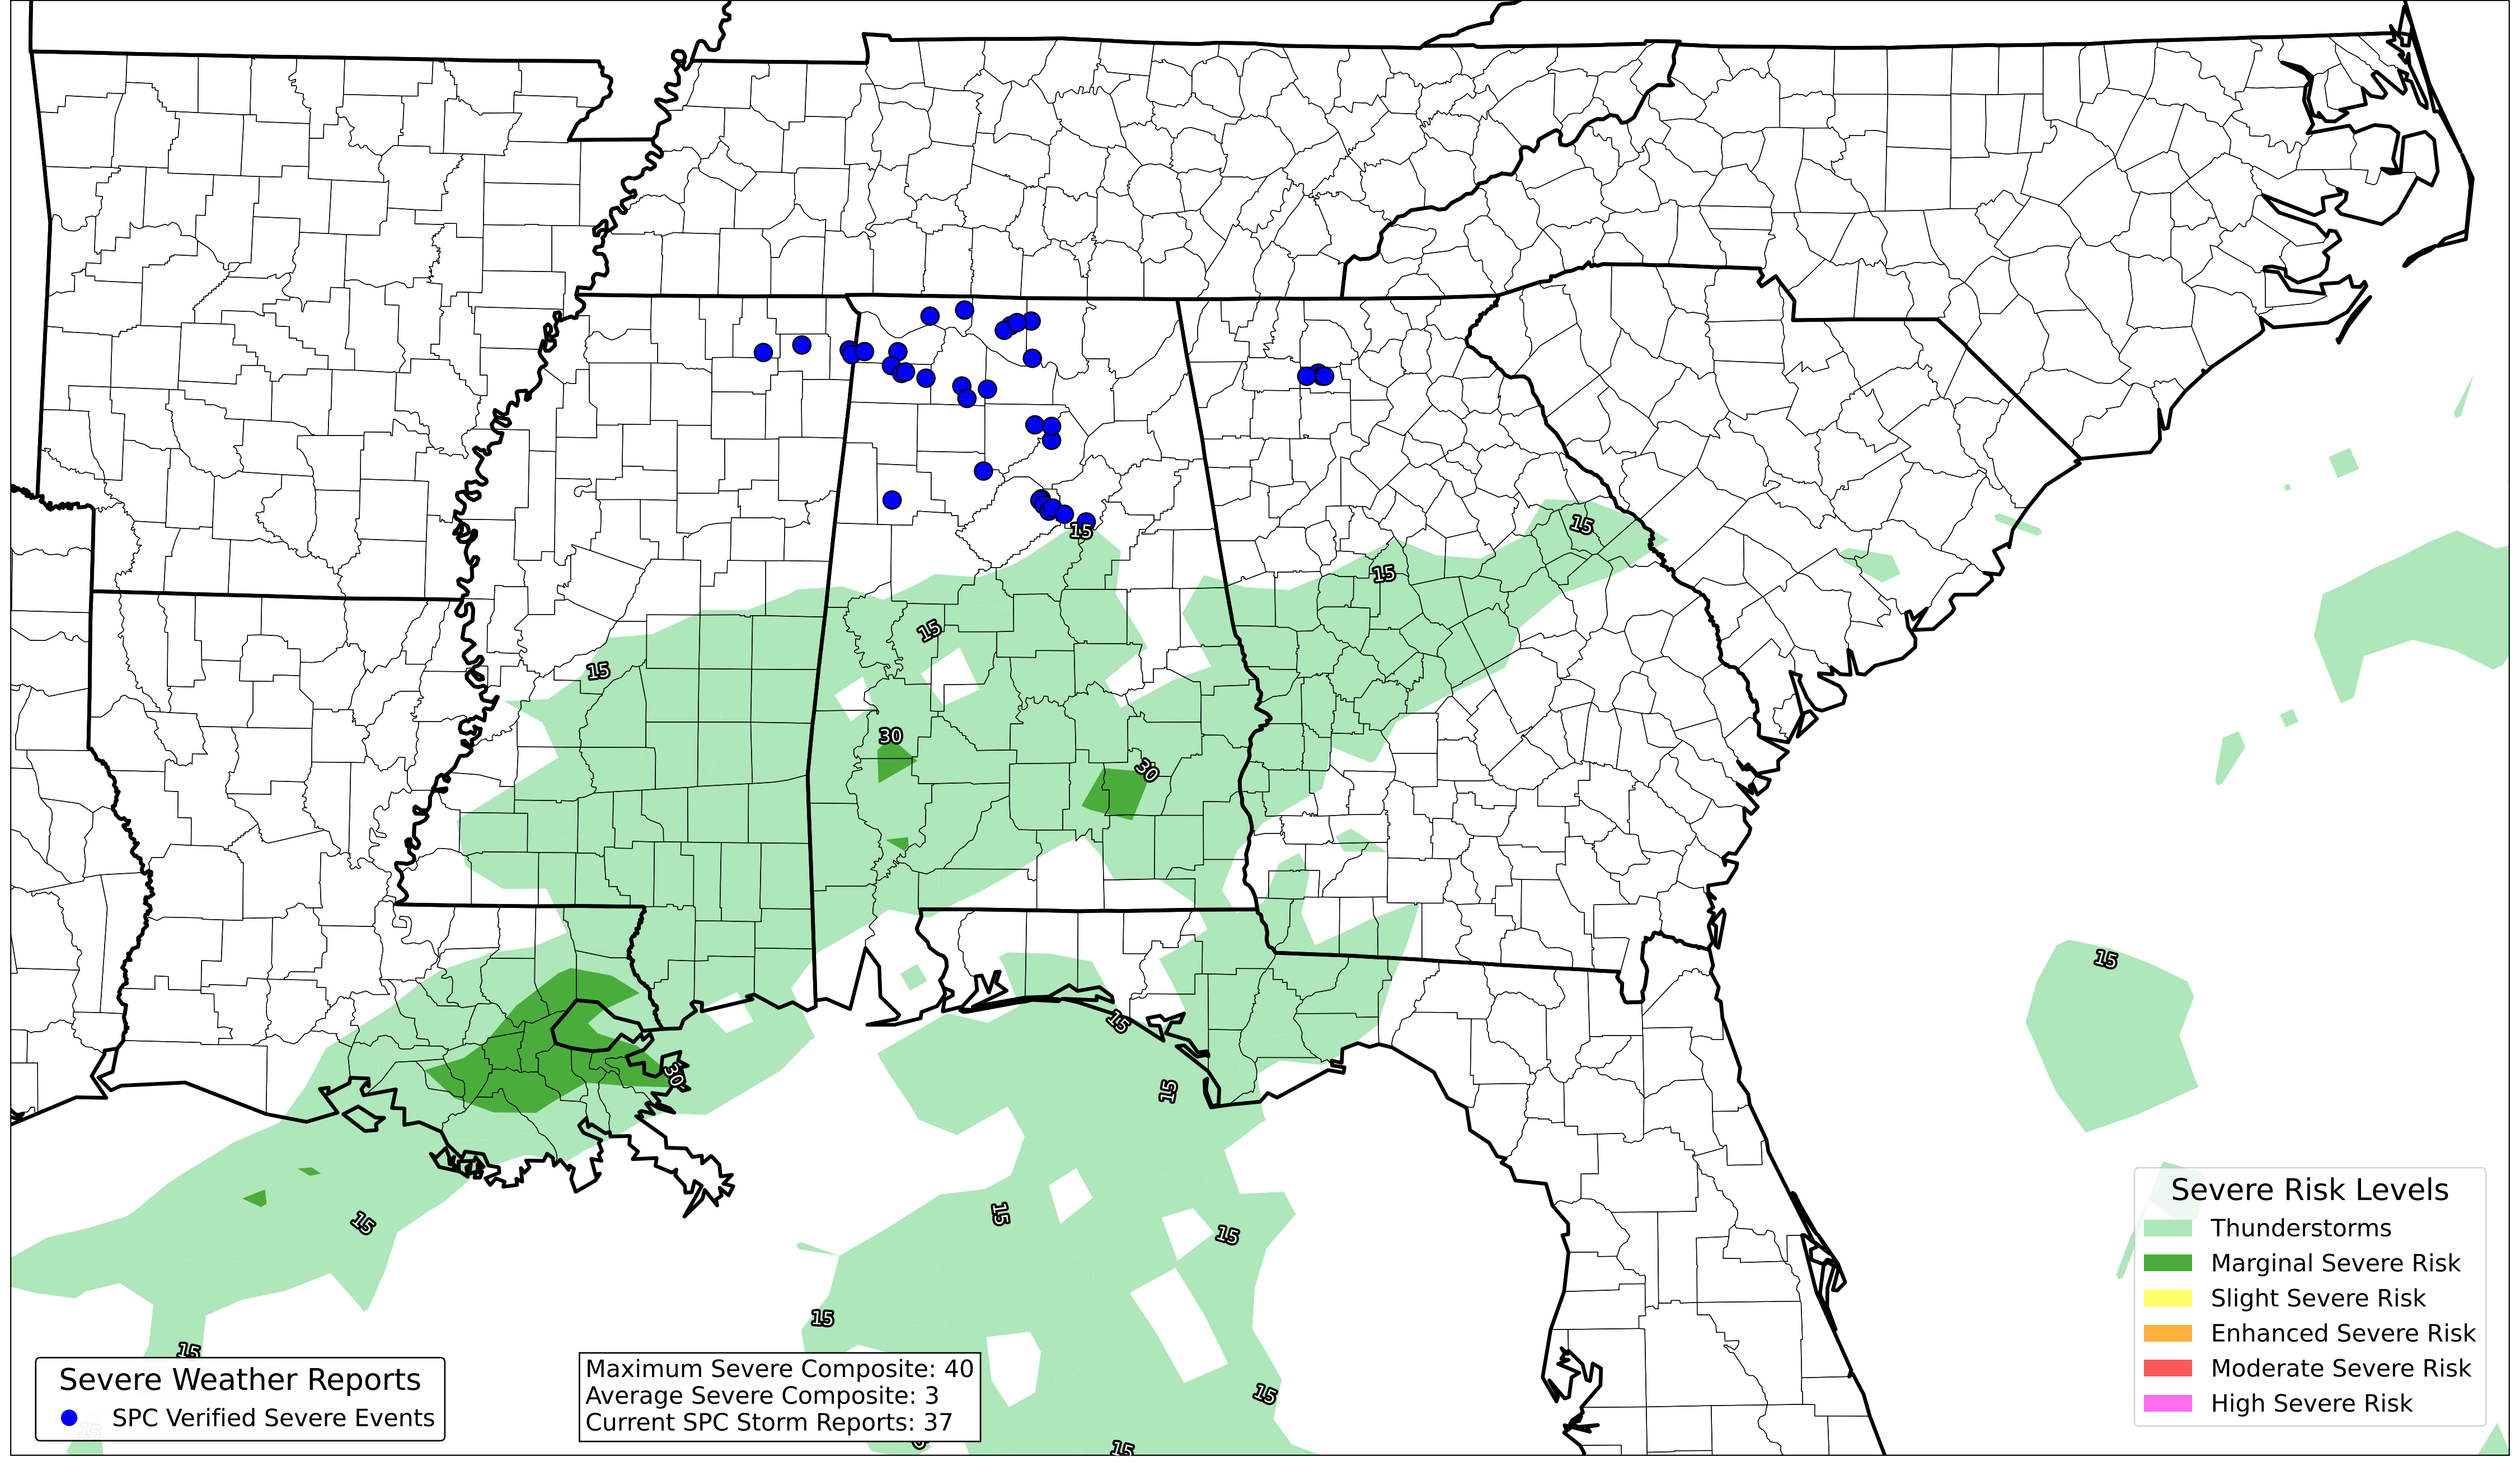 15
15
15
15
15
30
30
15
30
15
15
15
15
15
15
15
15
15
Severe Risk Levels
Thunderstorms
Marginal Severe Risk
Slight Severe Risk
Enhanced Severe Risk
Moderate Severe Risk
High Severe Risk
Severe Weather Reports
SPC Verified Severe Events
Maximum Severe Composite: 40
Average Severe Composite: 3
Current SPC Storm Reports: 37
15